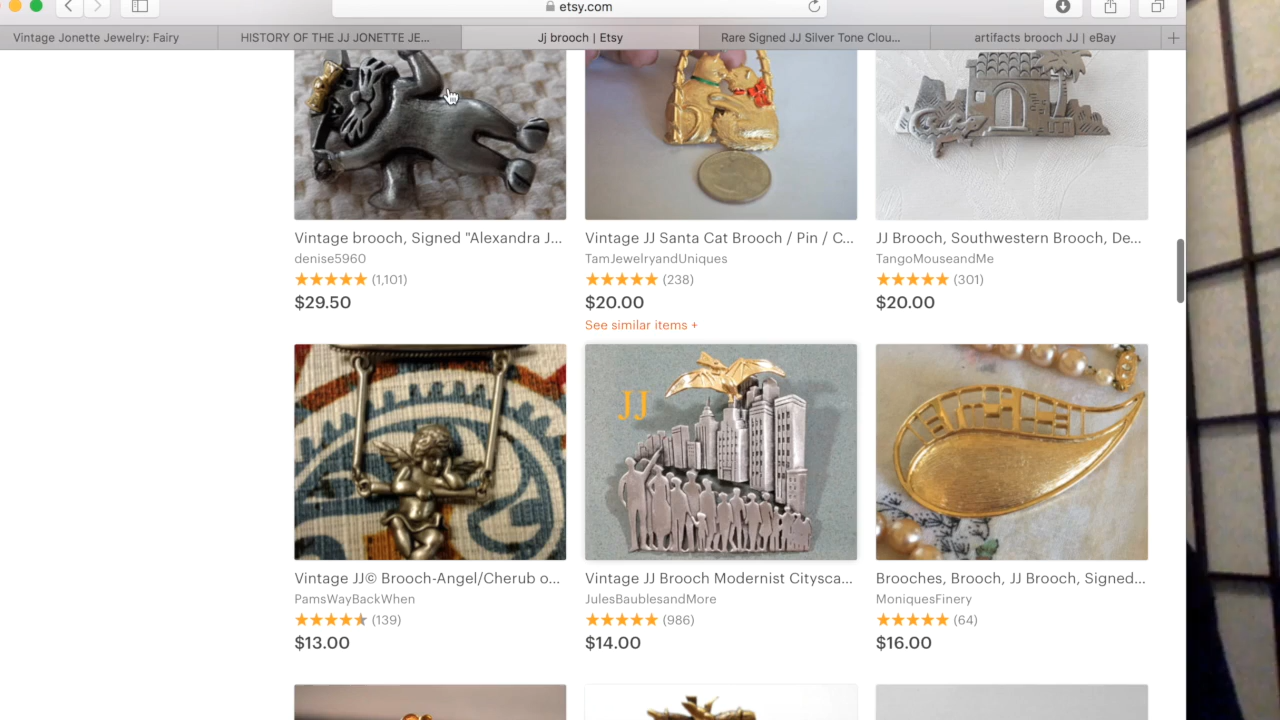 etsy.com
Vintage Jonette Jewelry: Fairy
HISTORY OF THE JJ JONETTE JE...
Jj brooch | Etsy
Rare Signed JJ Silver Tone Clou...
artifacts brooch JJ | eBay
Vintage brooch, Signed "Alexandra J...
denise5960
(1,101)
$29.50
Vintage JJ Santa Cat Brooch / Pin / C...
TamJewelryandUniques
(238)
$20.00
See similar items +
JJ Brooch, Southwestern Brooch, De...
TangoMouseandMe
(301)
$20.00
Vintage JJ© Brooch-Angel/Cherub o...
PamsWayBackWhen
(139)
$13.00
JJ
Vintage JJ Brooch Modernist Citysca...
JulesBaublesandMore
(986)
$14.00
Brooches, Brooch, JJ Brooch, Signed...
MoniquesFinery
(64)
$16.00